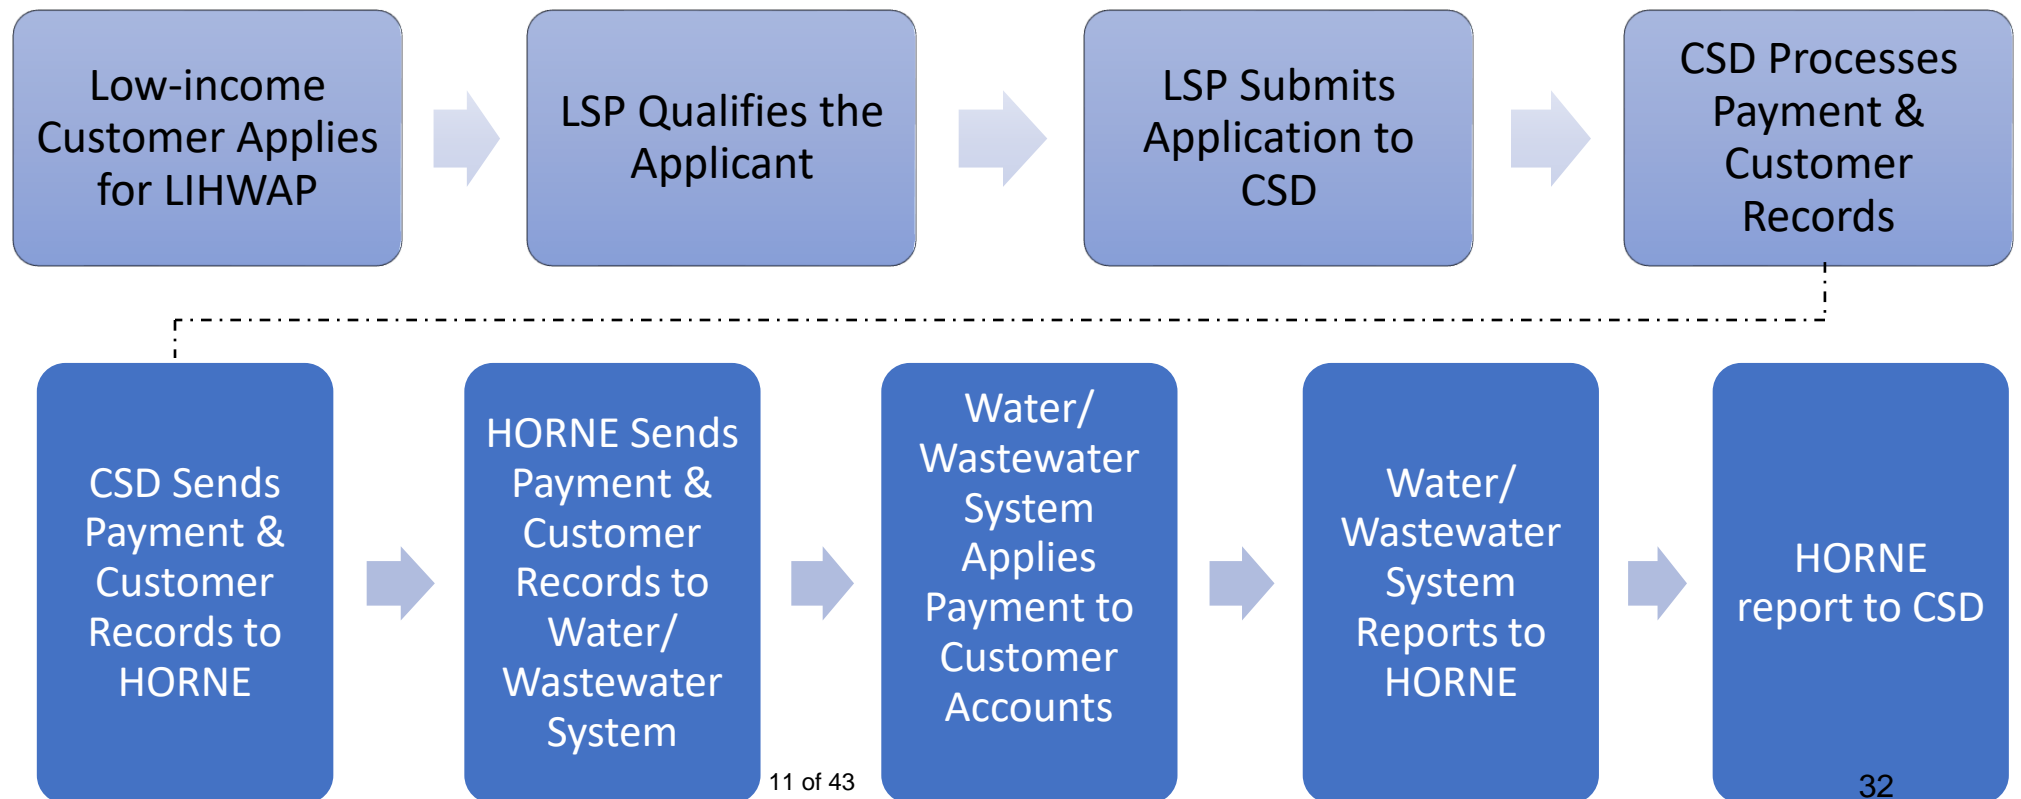 Low-income
Customer Applies
for LIHWAP
LSP Qualifies the
Applicant
LSP Submits
Application to
CSD
CSD Processes
Payment &
Customer
Records
CSD Sends
Payment &
Customer
Records to
HORNE
HORNE Sends
Payment &
Customer
Records to
Water/
Wastewater
System
Water/
Wastewater
System
Applies
Payment to
Customer
Accounts
Water/
Wastewater
System
Reports to
HORNE
HORNE
report to CSD
11 of 43
32